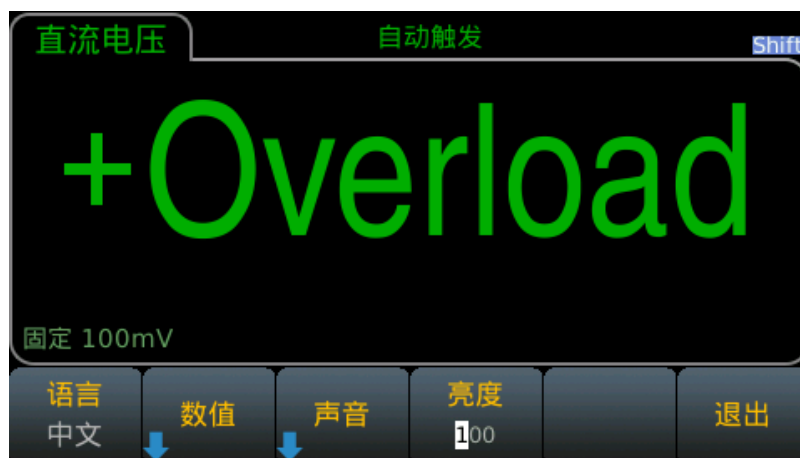 直流电压
自动触发
Shift
+Overload
固定 100mV
语言
中文
数值
声音
亮度
100
退出